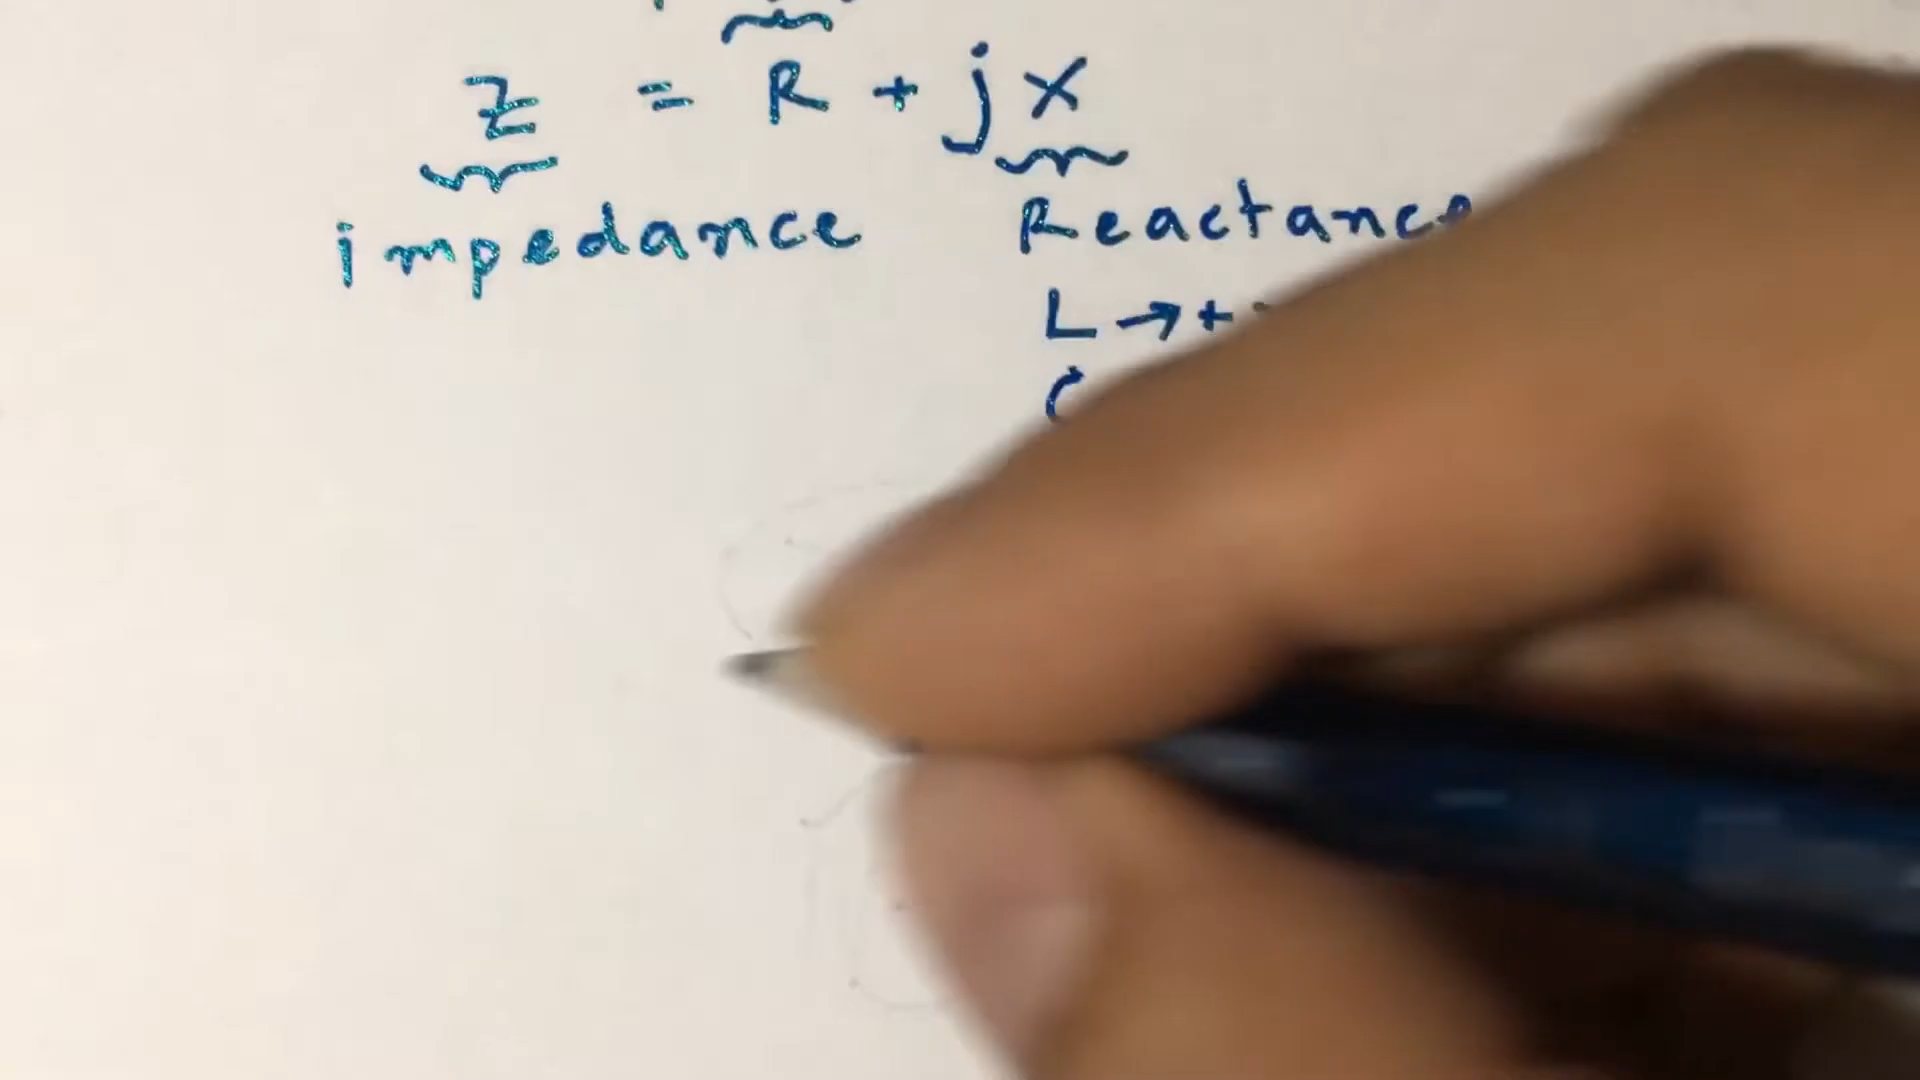 z = R + jx
impedance Reactance
L → +
C